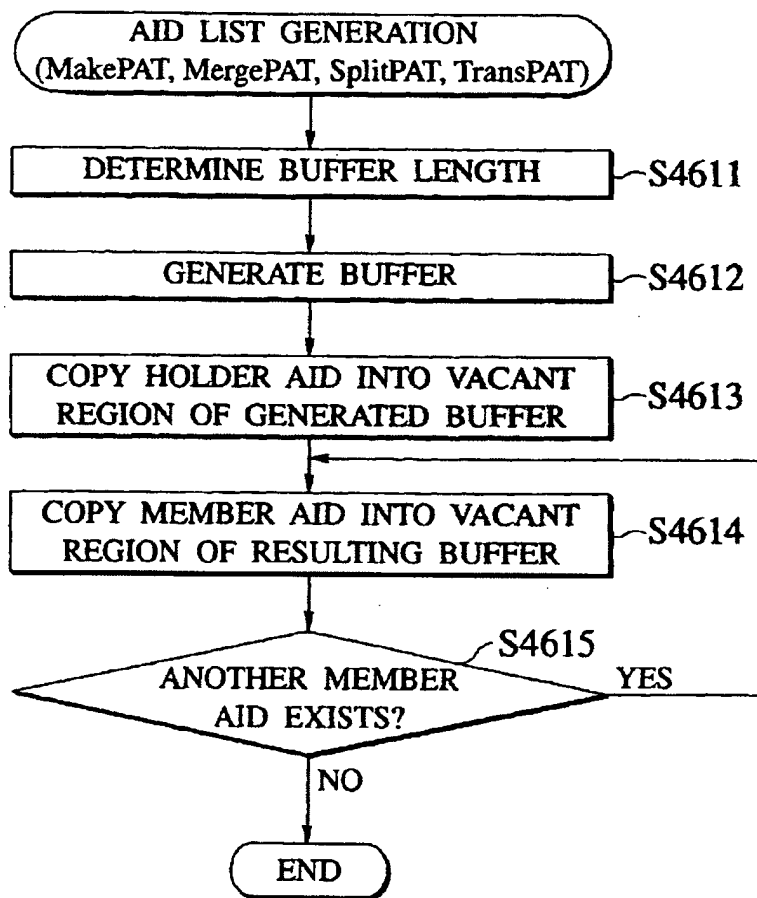 AID LIST GENERATION
(MakePAT, MergePAT, SplitPAT, TransPAT)
DETERMINE BUFFER LENGTH
S4611
GENERATE BUFFER
S4612
COPY HOLDER AID INTO VACANT
REGION OF GENERATED BUFFER
S4613
COPY MEMBER AID INTO VACANT
REGION OF RESULTING BUFFER
S4614
S4615
ANOTHER MEMBER
AID EXISTS?
YES
NO
END